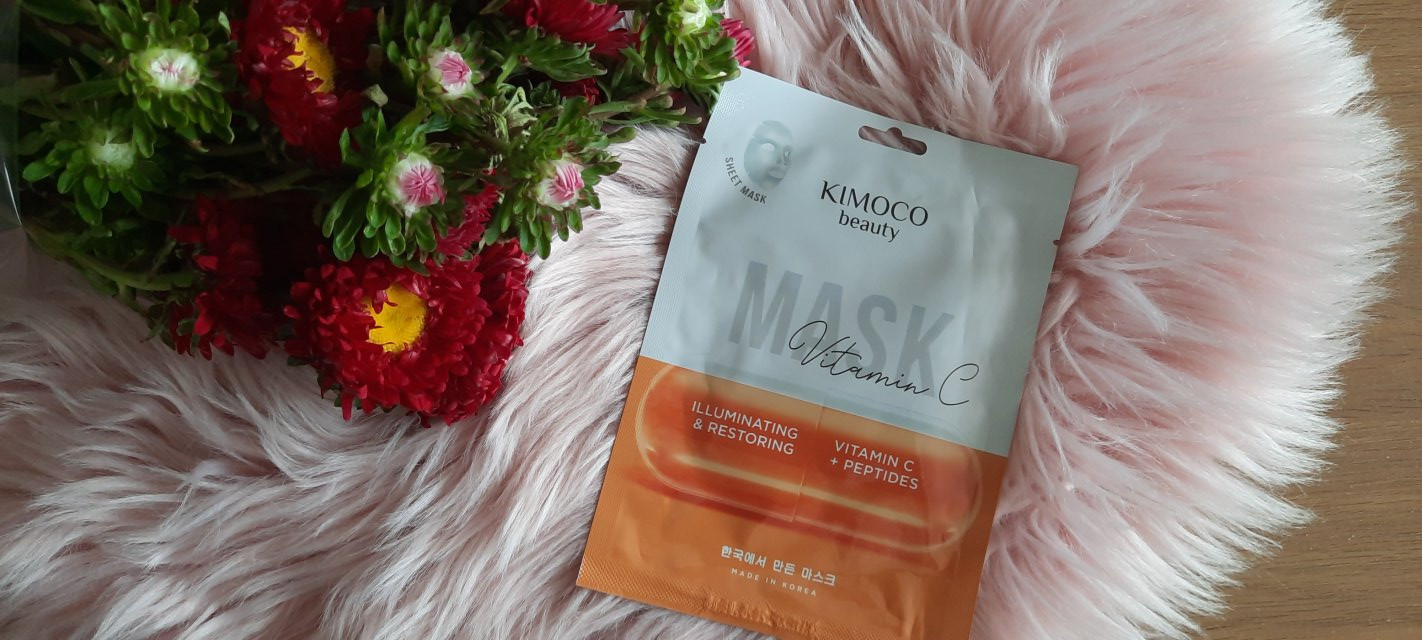 SHEET MASK
KIMOCO
beauty
MASK
Vitamin C
ILLUMINATING
& RESTORING
VITAMIN C
+ PEPTIDES
한국에서 만든 마스크
MADE IN KOREA